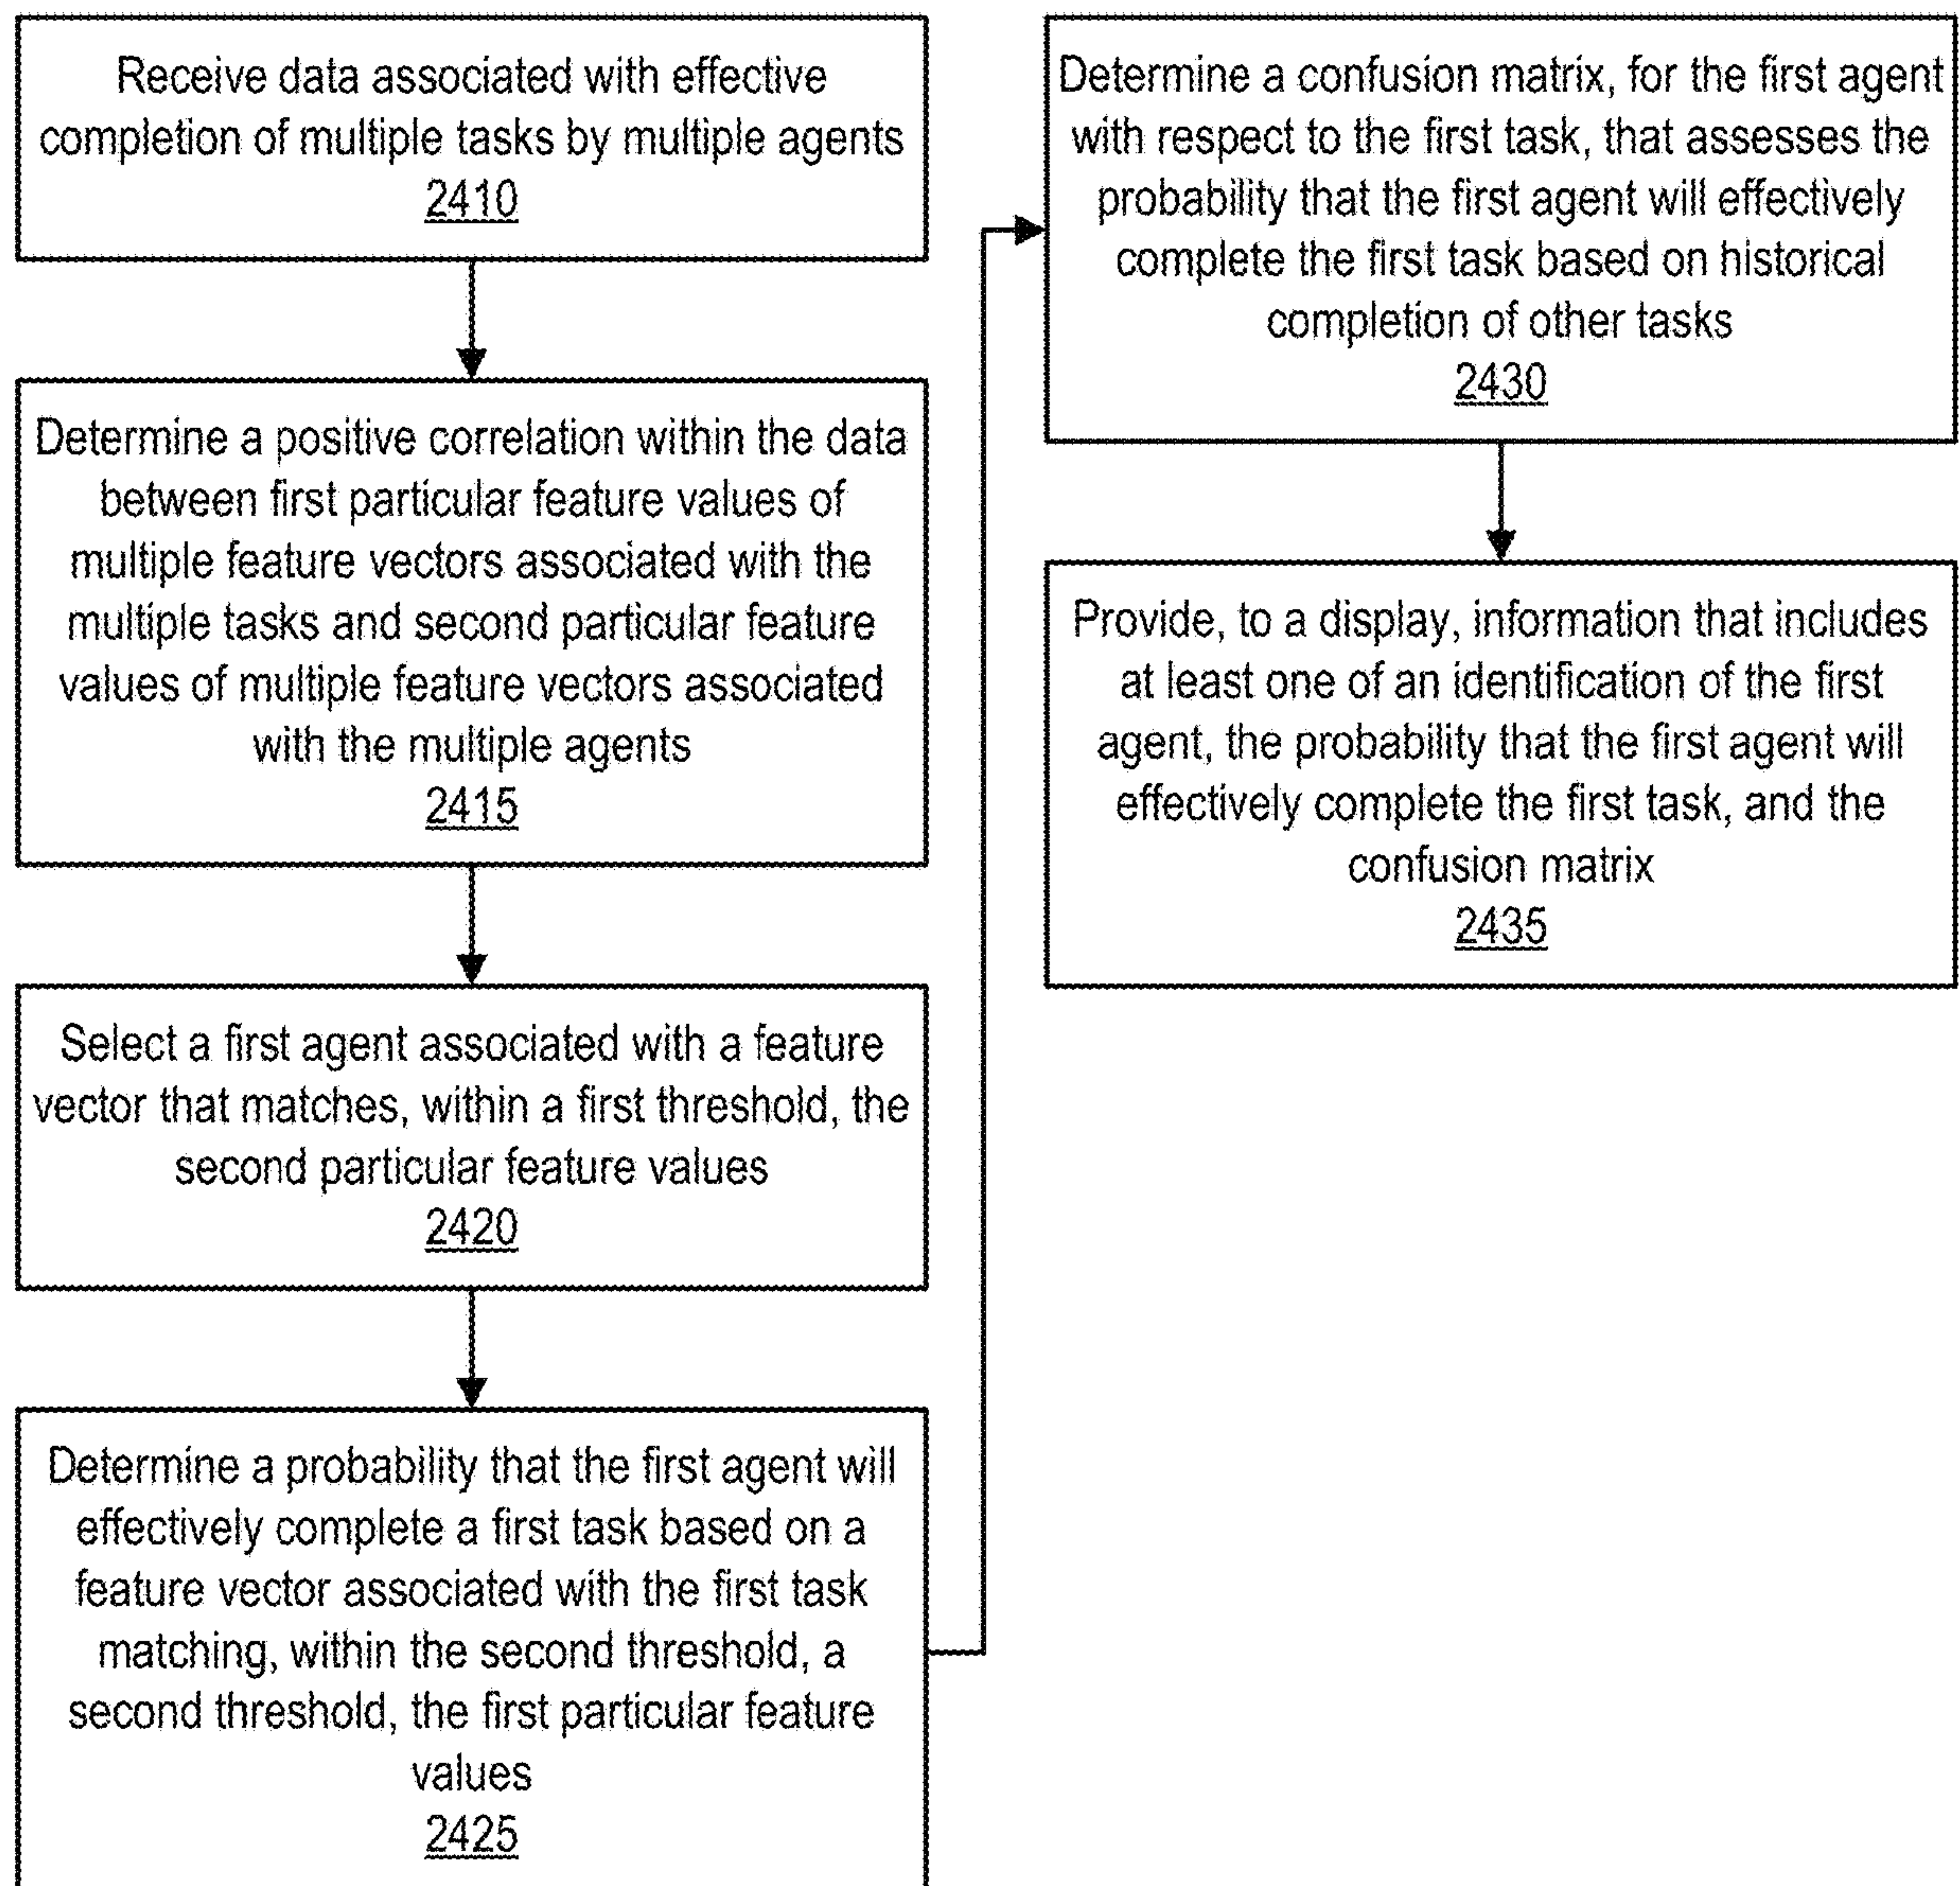 Receive data associated with effective
completion of multiple tasks by multiple agents
2410
Determine a positive correlation within the data
between first particular feature values of
multiple feature vectors associated with the
multiple tasks and second particular feature
values of multiple feature vectors associated
with the multiple agents
2415
Select a first agent associated with a feature
vector that matches, within a first threshold, the
second particular feature values
2420
Determine a probability that the first agent will
effectively complete a first task based on a
feature vector associated with the first task
matching, within the second threshold, a
second threshold, the first particular feature
values
2425
Determine a confusion matrix, for the first agent
with respect to the first task, that assesses the
probability that the first agent will effectively
complete the first task based on historical
completion of other tasks
2430
Provide, to a display, information that includes
at least one of an identification of the first
agent, the probability that the first agent will
effectively complete the first task, and the
confusion matrix
2435